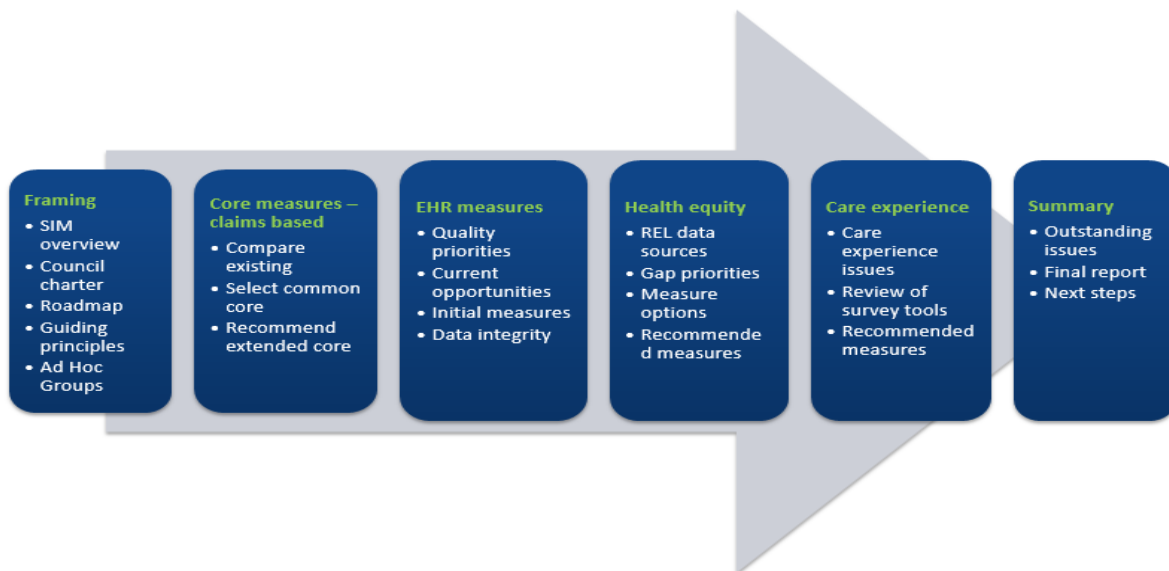 Framing
• SIM
overview
• Council
charter
• Roadmap
• Guiding
principles
• Ad Hoc
Groups
Core measures –
claims based
• Compare
existing
• Select common
core
• Recommend
extended core
EHR measures
• Quality
priorities
• Current
opportunities
• Initial measures
• Data integrity
Health equity
• REL data
sources
• Gap priorities
• Measure
options
• Recommende
d measures
Care experience
• Care
experience
issues
• Review of
survey tools
• Recommended
measures
Summary
• Outstanding
issues
• Final report
• Next steps